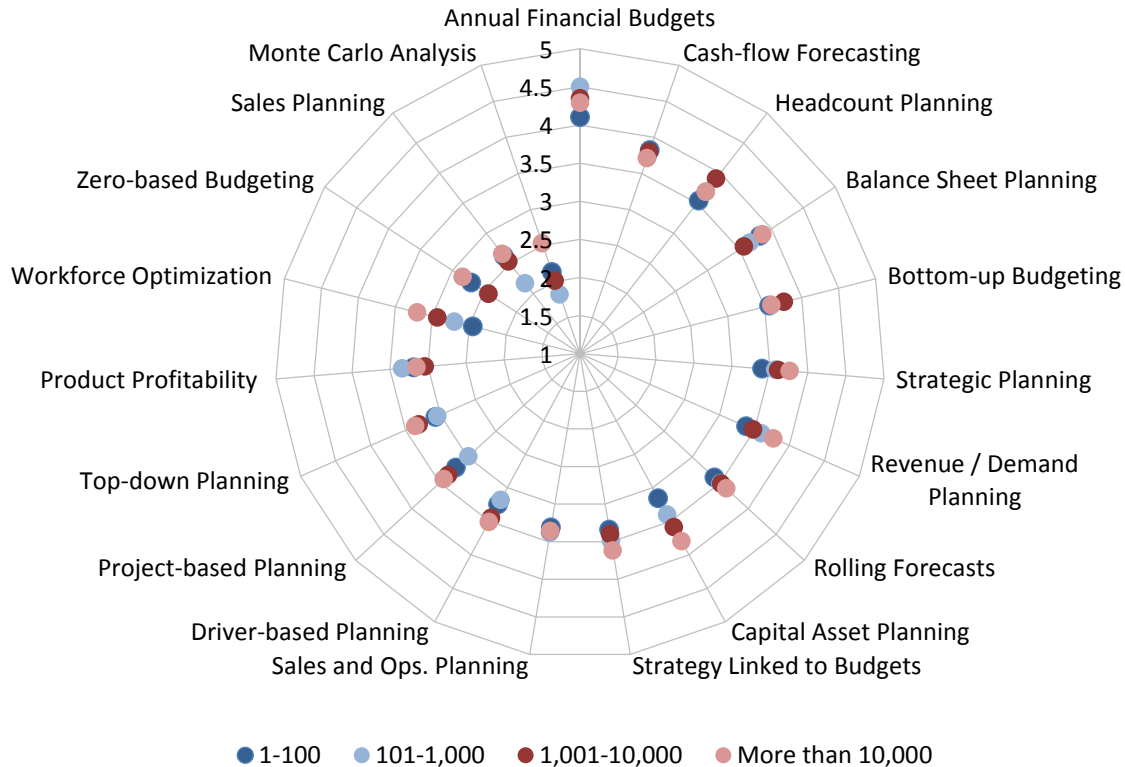 Annual Financial Budgets
Monte Carlo Analysis
5
Cash-flow Forecasting
Sales Planning
4.5
Headcount Planning
4
Zero-based Budgeting
3.5
Balance Sheet Planning
3
Workforce Optimization
2.5
Bottom-up Budgeting
2
1.5
Product Profitability
1
Strategic Planning
Top-down Planning
Revenue / Demand
Planning
Project-based Planning
Rolling Forecasts
Driver-based Planning
Capital Asset Planning
Sales and Ops. Planning
Strategy Linked to Budgets
1-100
101-1,000
1,001-10,000
More than 10,000